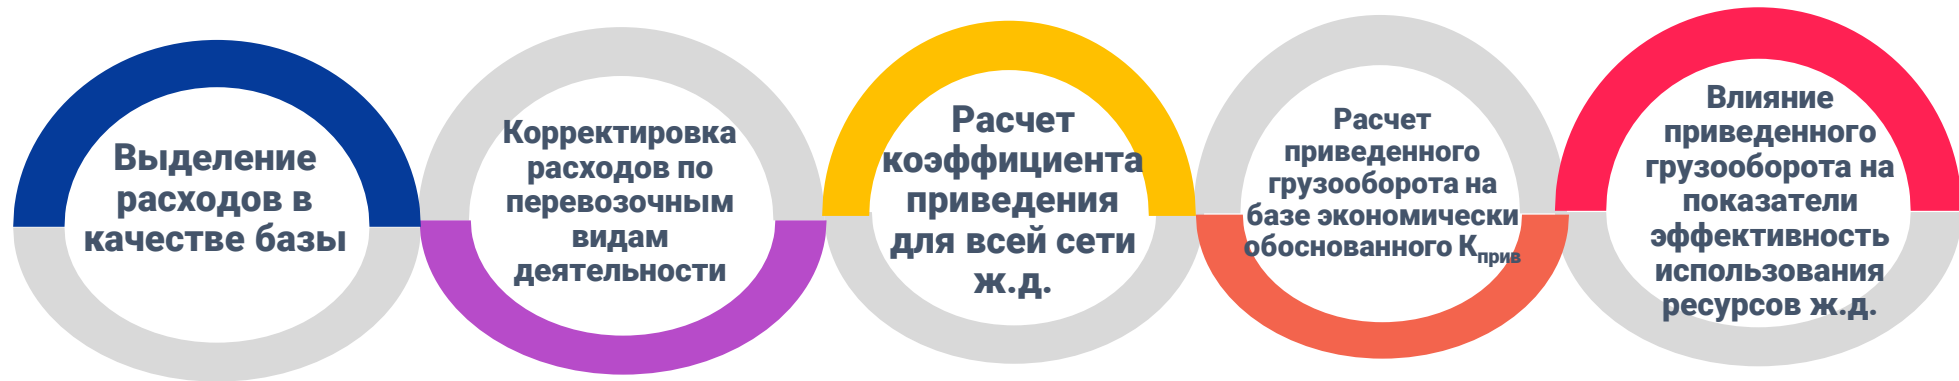 Выделение
расходов в
качестве базы
Корректировка
расходов по
перевозочным
видам
деятельности
Расчет
коэффициента
приведения
для всей сети
ж.д.
Расчет
приведенного
грузооборота на
базе экономически
обоснованного Кприв
Влияние
приведенного
грузооборота на
показатели
эффективность
использования
ресурсов ж.д.